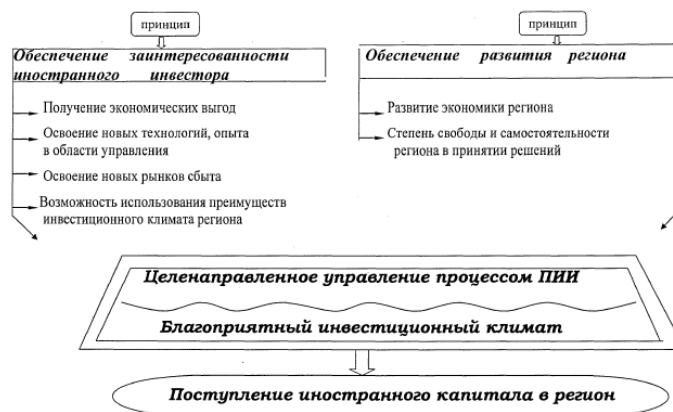 принцип
Обеспечение заинтересованности
иностранного инвестора
Получение экономических выгод
Освоение новых технологий, опыта
в области управления
Освоение новых рынков сбыта
Возможность использования преимуществ
инвестиционного климата региона
принцип
Обеспечение развития региона
Развитие экономики региона
Степень свободы и самостоятельности
региона в принятии решений
Целенаправленное управление процессом ПИИ
Благоприятный инвестиционный климат
Поступление иностранного капитала в регион